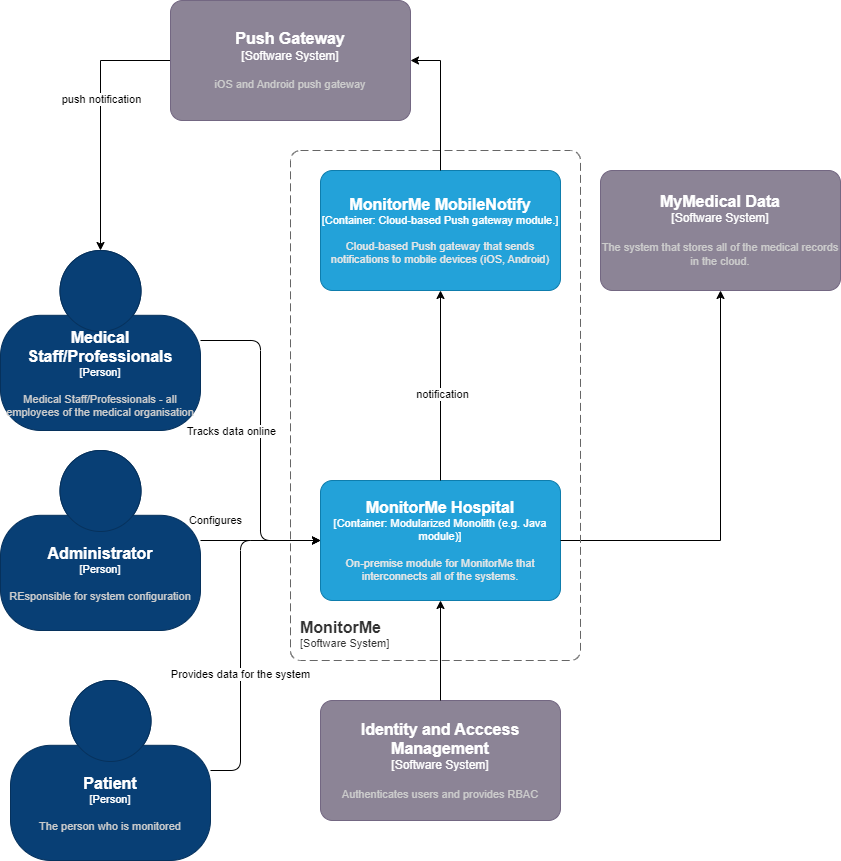 Push Gateway
[Software System]
iOS and Android push gateway
push notification
MonitorMe MobileNotify
[Container: Cloud-based Push gateway module.]
Cloud-based Push gateway that sends
notifications to mobile devices (iOS, Android)
MyMedical Data
[Software System]
The system that stores all of the medical records
in the cloud.
Medical
Staff/Professionals
[Person]
Medical Staff/Professionals - all
employees of the medical organisation
notification
Tracks data online
Administrator
[Person]
REsponsible for system configuration
Configures
MonitorMe Hospital
[Container: Modularized Monolith (e.g. Java
module)]
On-premise module for MonitorMe that
interconnects all of the systems.
MonitorMe
[Software System]
Provides data for the system
Patient
[Person]
The person who is monitored
Identity and Acccess
Management
[Software System]
Authenticates users and provides RBAC